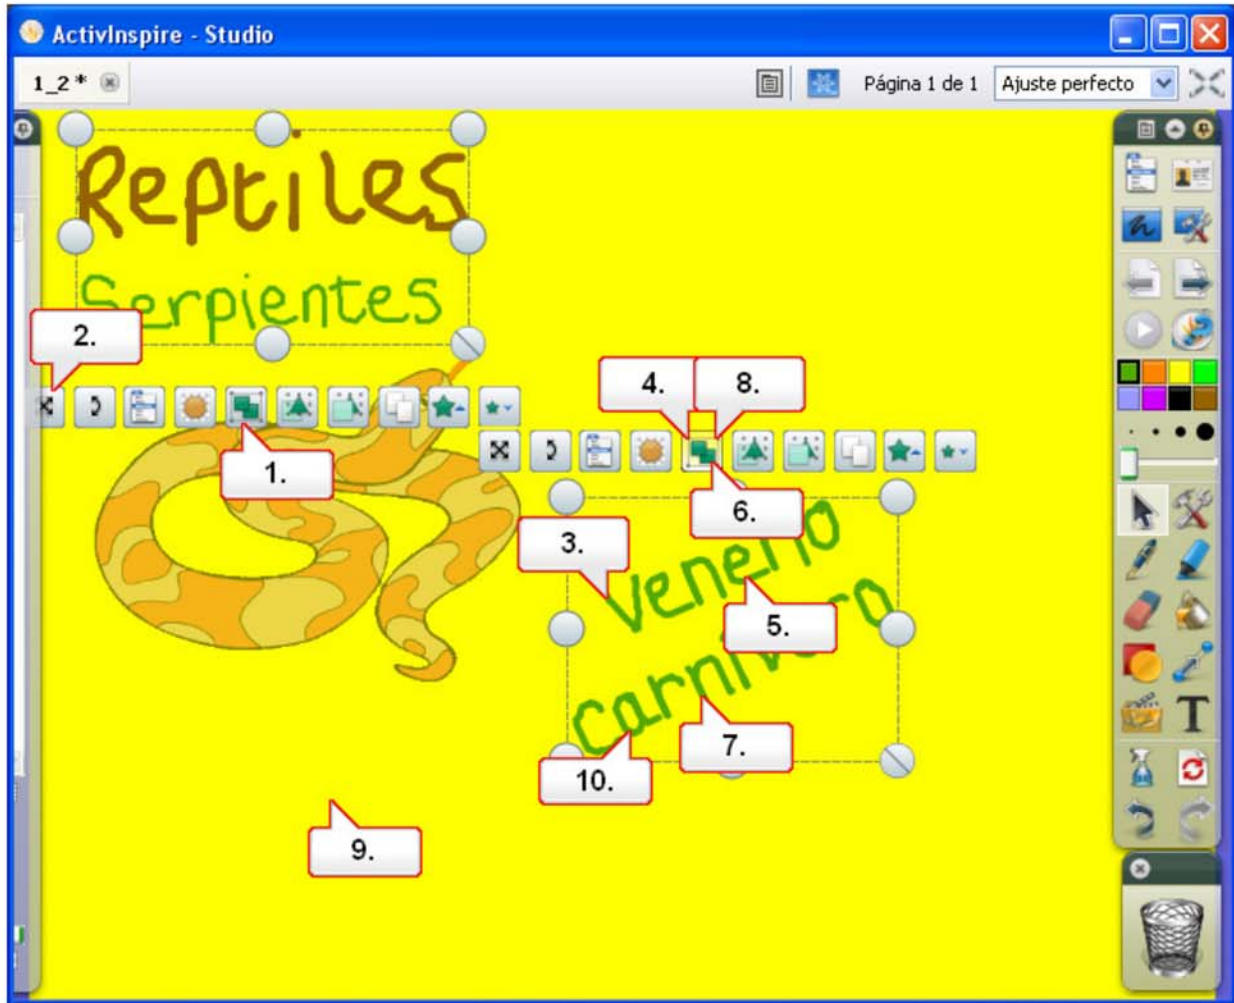 ActivInspire - Studio
1_2 *
Página 1 de 1
Ajuste perfecto
Reptiles
Serpientes
2.
4.
8.
1.
6.
3.
Veneno
5.
Carnivoro
7.
10.
9.
T